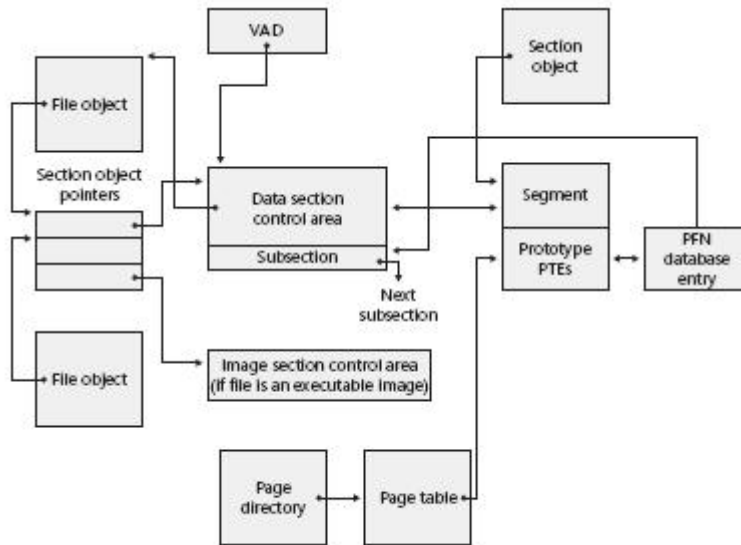 VAD
Section
object
File object
Section object
pointers
Data section
control area
Segment
Subsection
Prototype
PTEs
PFN
database
entry
Next
subsection
File object
Image section control area
(if file is an executable image)
Page
directory
Page table